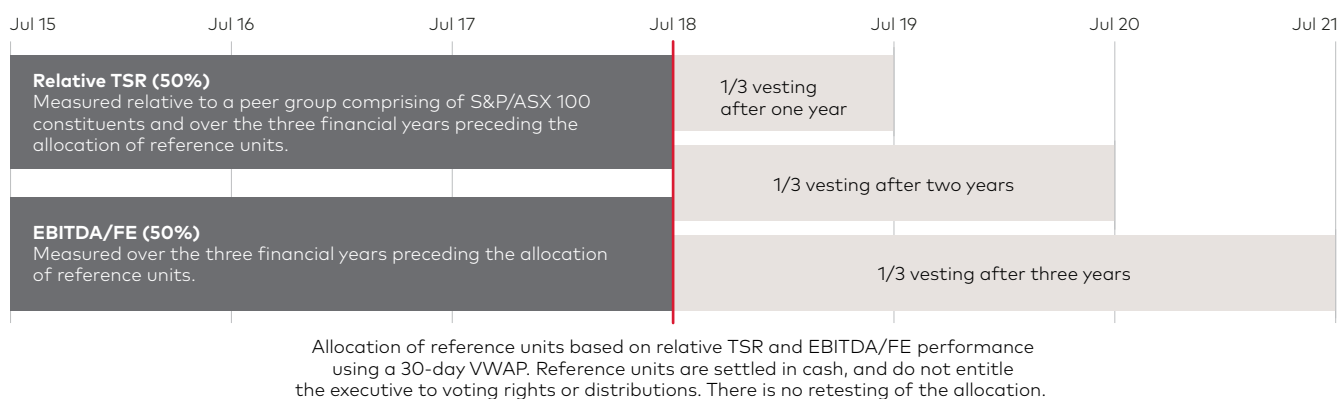 Jul 15
Jul 16
Jul 17
Jul 18
Jul 19
Jul 20
Jul 21
Relative TSR (50%)
Measured relative to a peer group comprising of S&P/ASX 100
constituents and over the three financial years preceding the
allocation of reference units.
EBITDA/FE (50%)
Measured over the three financial years preceding the allocation
of reference units.
1/3 vesting
after one year
1/3 vesting after two years
1/3 vesting after three years
Allocation of reference units based on relative TSR and EBITDA/FE performance
using a 30-day VWAP. Reference units are settled in cash, and do not entitle
the executive to voting rights or distributions. There is no retesting of the allocation.